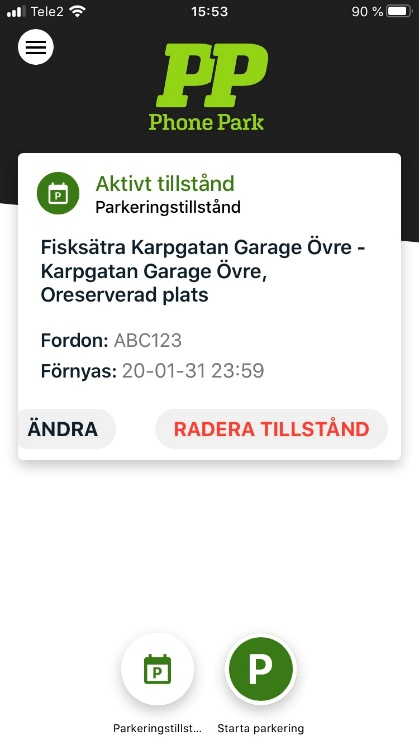 Tele2 15:53 90 %
PP
Phone Park
P
Aktivt tillstånd
Parkeringstillstånd
Fisksätra Karpgatan Garage Övre -
Karpgatan Garage Övre,
Oreserverad plats
Fordon: ABC123
Förnyas: 20-01-31 23:59
ÄNDRA RADERA TILLSTÅND
P P
Parkeringstillst... Starta parkering